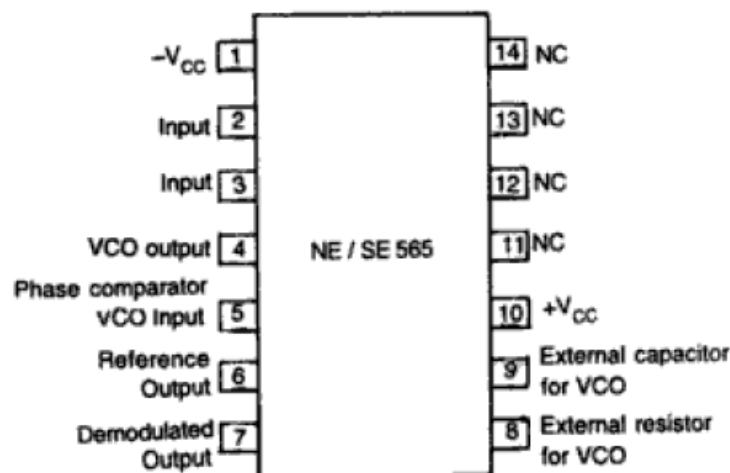 -VCC 1
Input 2
Input 3
VCO output 4
Phase comparator
VCO Input 5
Reference
Output 6
Demodulated
Output 7
NE / SE 565
14 NC
13 NC
12 NC
11 NC
10 +VCC
9 External capacitor
for VCO
8 External resistor
for VCO